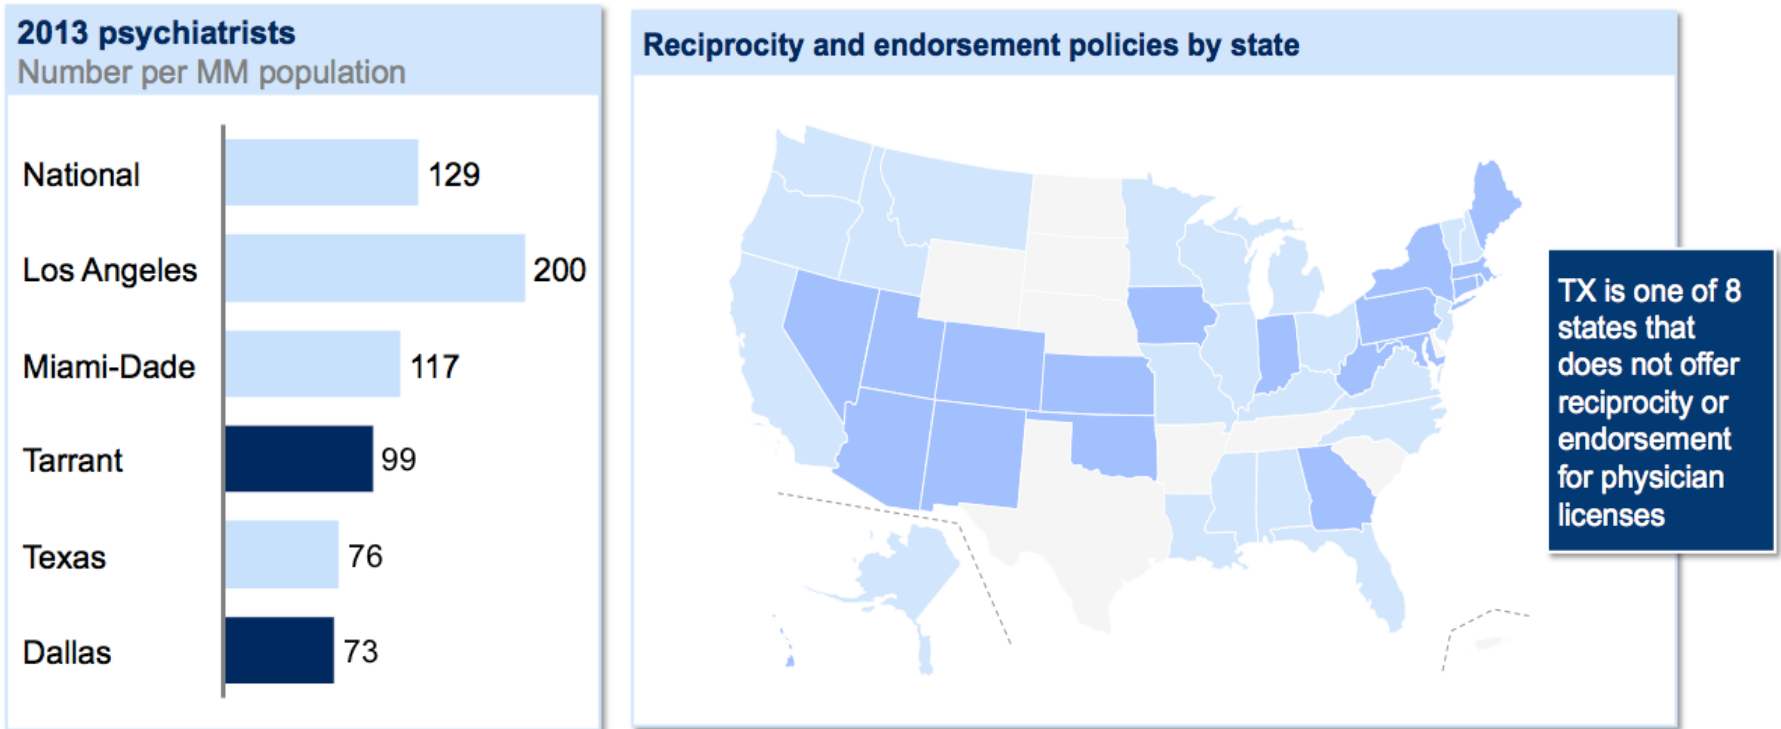 2013 psychiatrists
Number per MM population
National 129
Los Angeles 200
Miami-Dade 117
Tarrant 99
Texas 76
Dallas 73
Reciprocity and endorsement policies by state
TX is one of 8
states that
does not offer
reciprocity or
endorsement
for physician
licenses